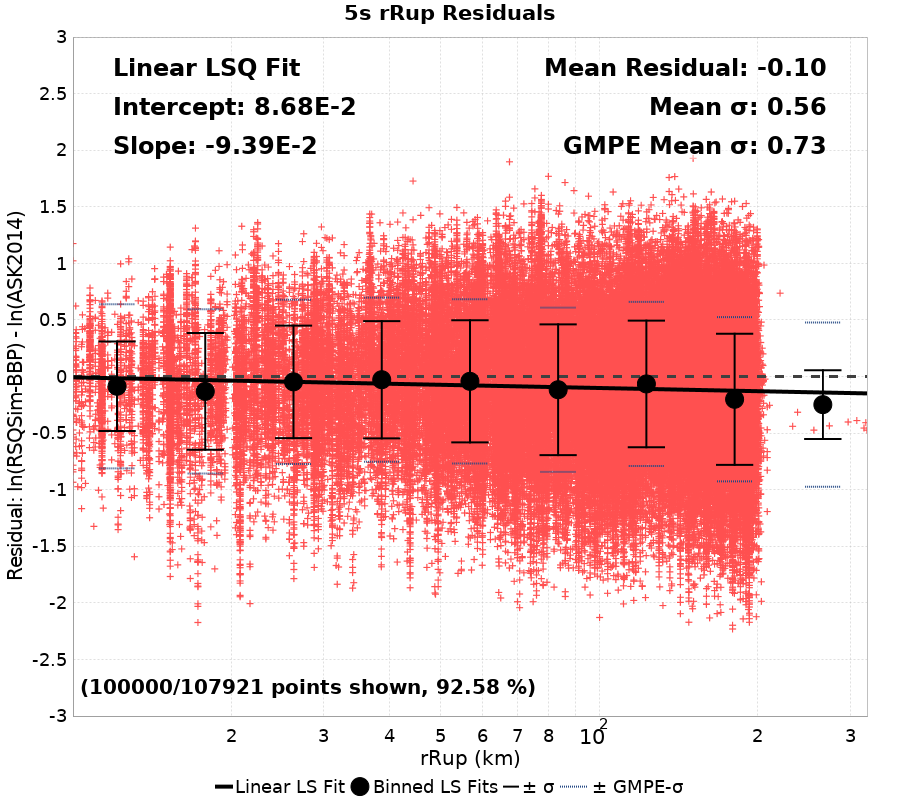 5s rRup Residuals
Linear LSQ Fit
Intercept: 8.68E-2
Slope: -9.39E-2
Mean Residual: -0.10
Mean σ: 0.56
GMPE Mean σ: 0.73
3
2.5
2
1.5
1
0.5
0
-0.5
-1
-1.5
-2
-2.5
-3
Residual: ln(RSQSim-BBP) - ln(ASK2014)
(100000/107921 points shown, 92.58 %)
2 3 4 5 6 7 8 10² 2 3
rRup (km)
Linear LS Fit Binned LS Fits ± σ ± GMPE-σ